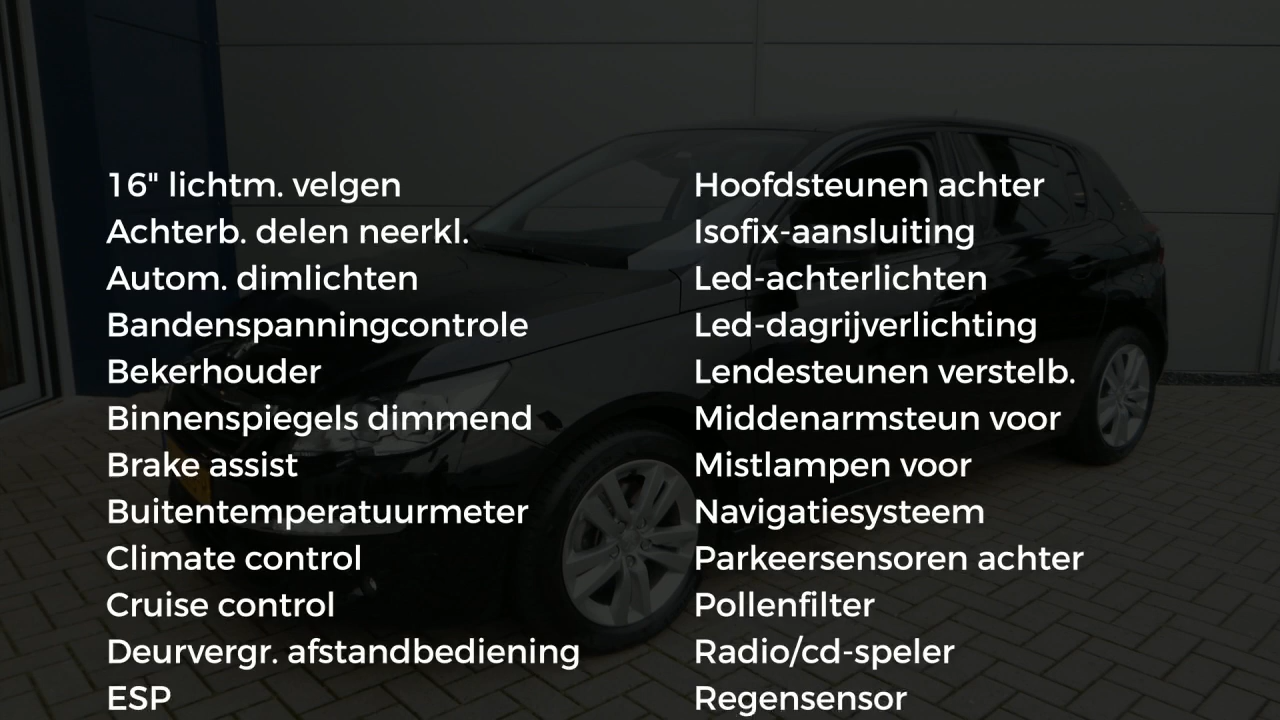 16" lichtm. velgen
Achterb. delen neerkl.
Autom. dimlichten
Bandenspanningcontrole
Bekerhouder
Binnenspiegels dimmend
Brake assist
Buitentemperatuurmeter
Climate control
Cruise control
Deurvergr. afstandbediening
ESP
Hoofdsteunen achter
Isofix-aansluiting
Led-achterlichten
Led-dagrijverlichting
Lendesteunen verstelb.
Middenarmsteun voor
Mistlampen voor
Navigatiesysteem
Parkeersensoren achter
Pollenfilter
Radio/cd-speler
Regensensor